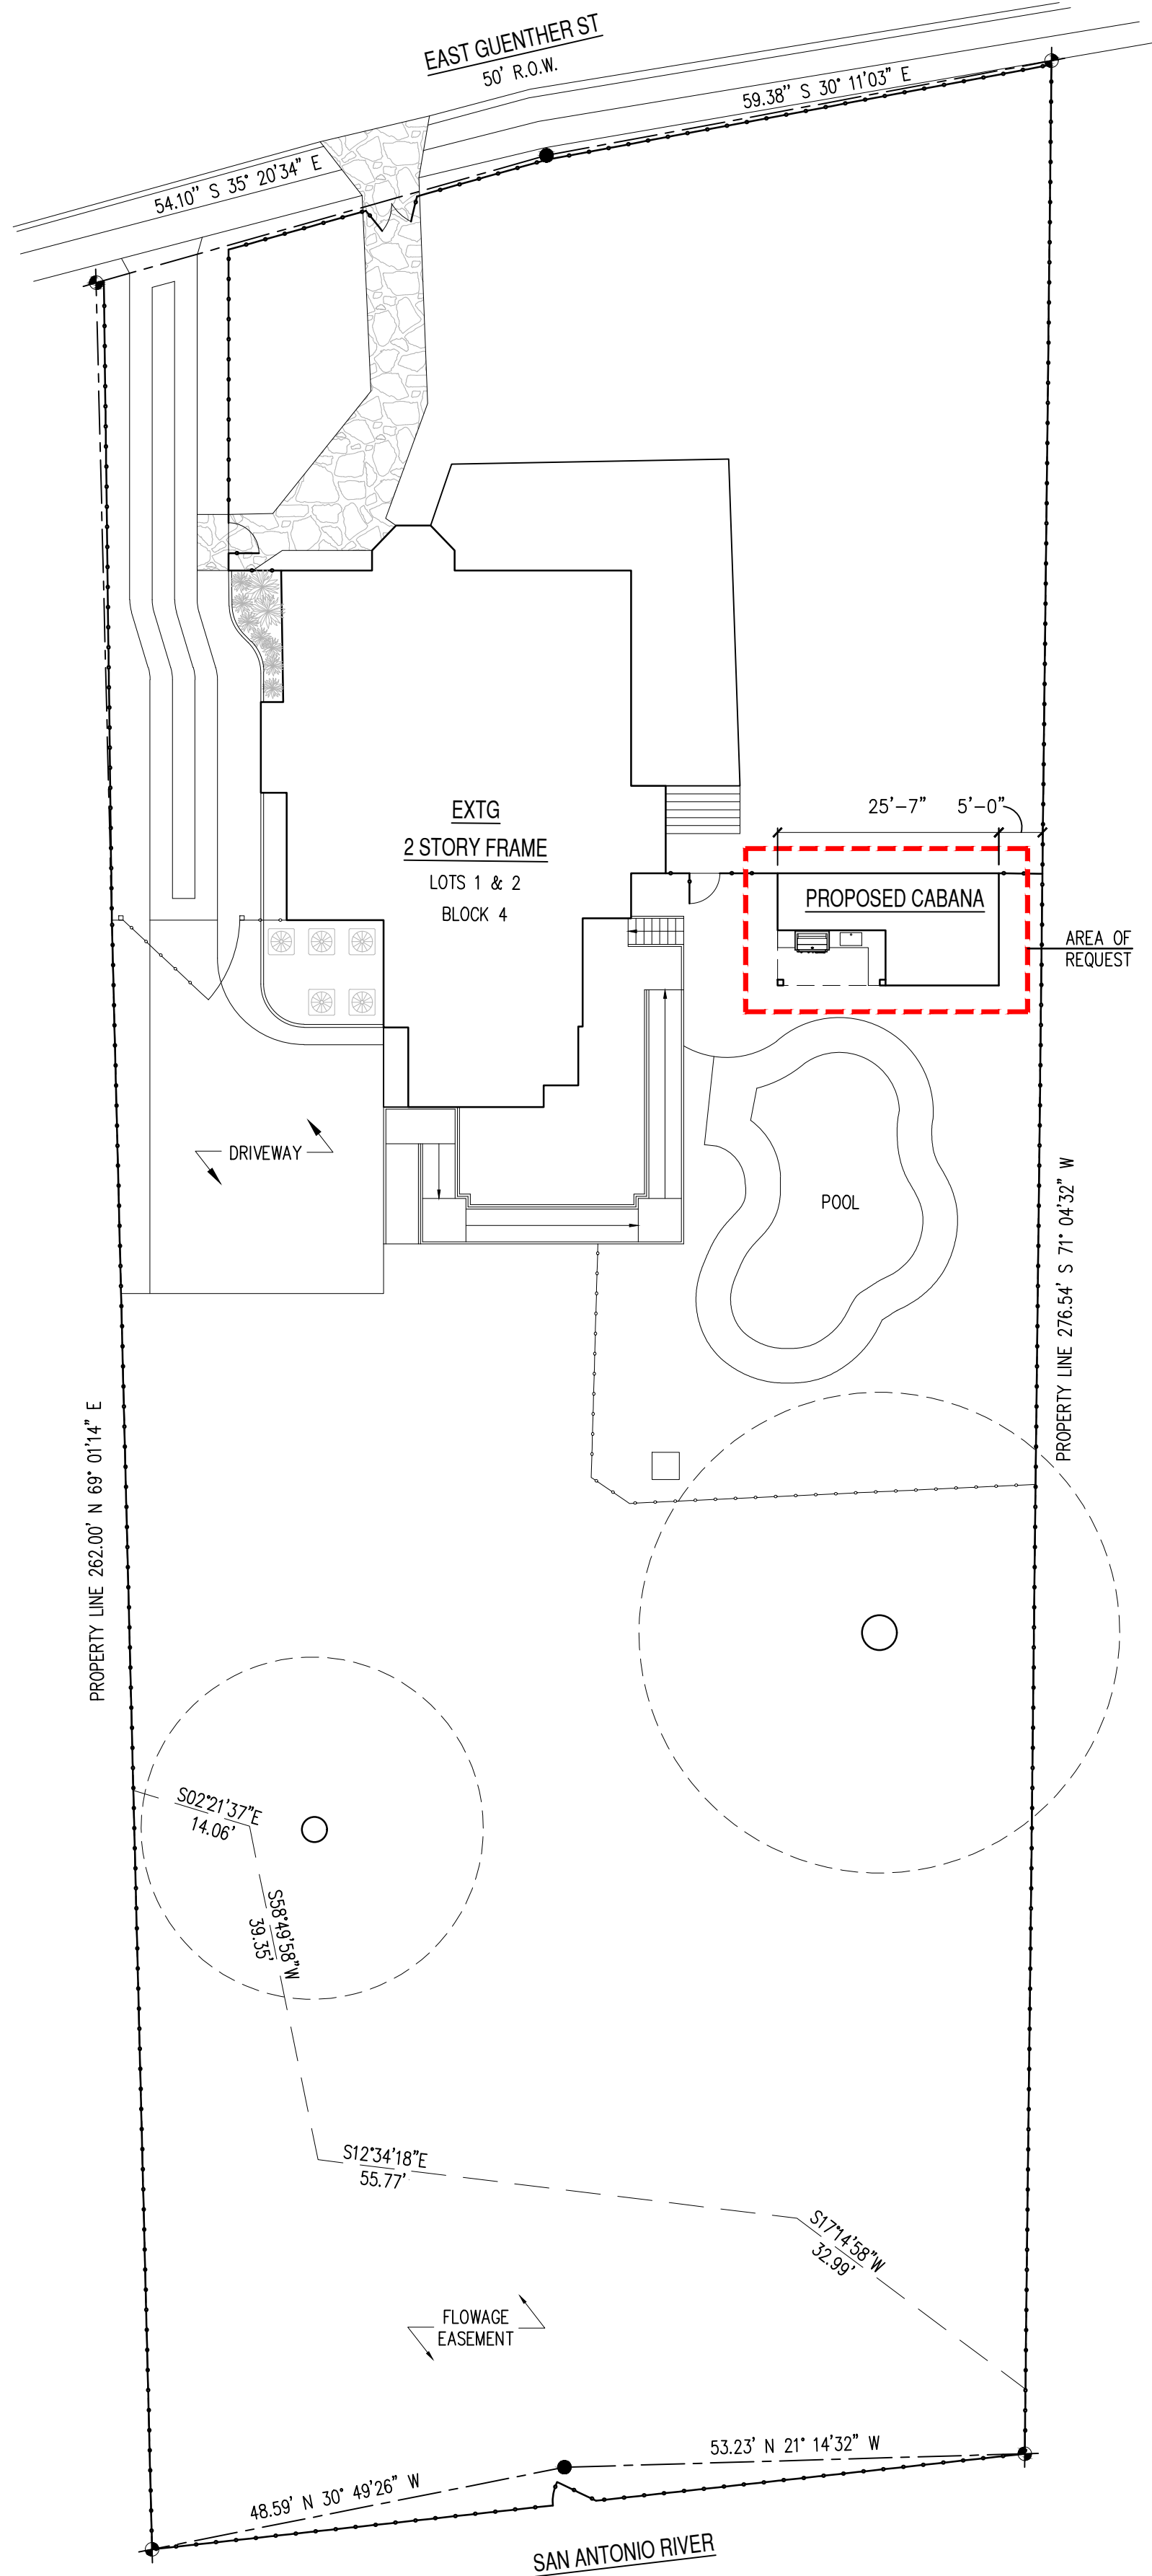 EAST GUENTHER ST
50' R.O.W.
59.38" S 30° 11'03" E
54.10" S 35° 20'34" E
EXTG
2 STORY FRAME
LOTS 1 & 2
BLOCK 4
25'-7"
5'-0"
PROPOSED CABANA
AREA OF
REQUEST
DRIVEWAY
POOL
PROPERTY LINE 276.54' S 71° 04'32" W
PROPERTY LINE 262.00' N 69° 01'14" E
S02°21'37"E
14.06'
S58°49'58"W
39.35'
S12°34'18"E
55.77'
S17°14'58"W
32.99'
FLOWAGE
EASEMENT
53.23' N 21° 14'32" W
48.59' N 30° 49'26" W
SAN ANTONIO RIVER